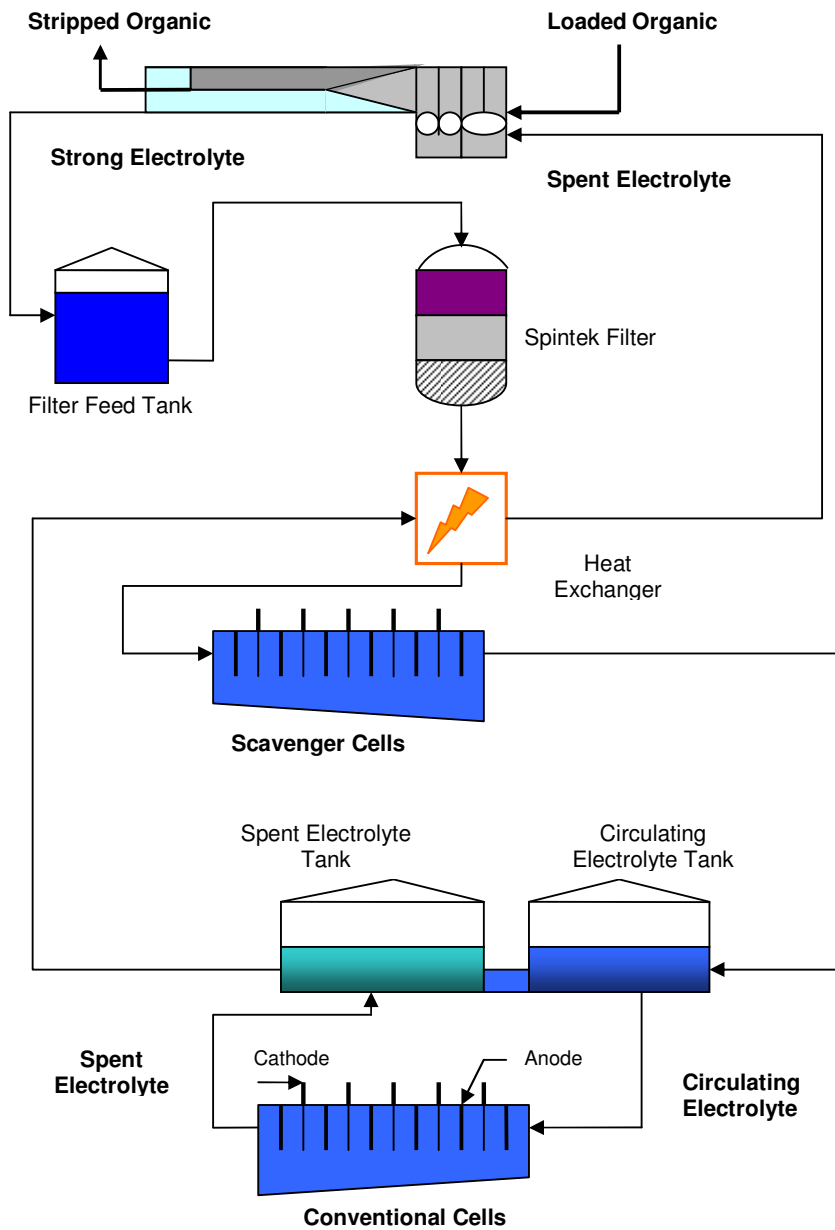 Stripped Organic
Loaded Organic
Strong Electrolyte
Spent Electrolyte
Spintek Filter
Filter Feed Tank
Heat
Exchanger
Scavenger Cells
Spent Electrolyte
Tank
Circulating
Electrolyte Tank
Spent
Electrolyte
Cathode
Anode
Circulating
Electrolyte
Conventional Cells